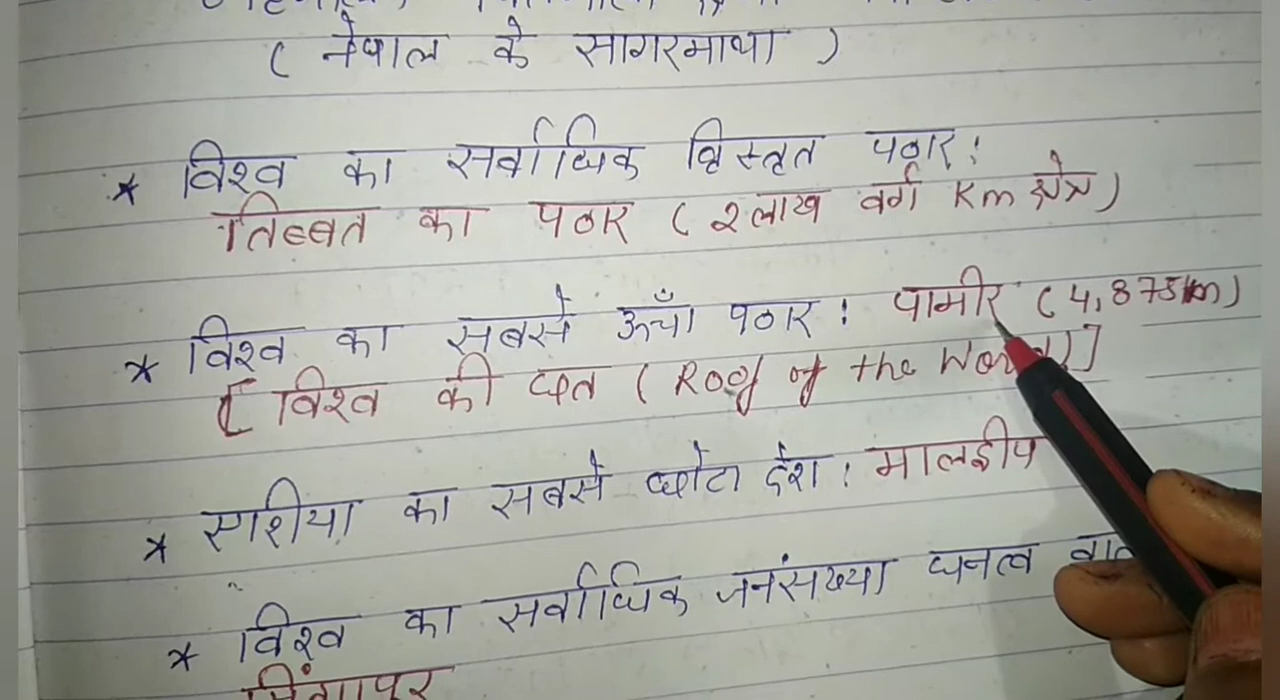 ( नेपाल के सागरमाथा )
* विश्व का सर्वाधिक विस्तृत पठार :
तिब्बत का पठार ( 2 लाख वर्ग Km क्षेत्र )
* विश्व का सबसे ऊँचा पठार : पामीर ( 4,875
[ विश्व की छत ( Roof of the
* एशिया का सबसे छोटा देश : मालद्वीप
* विश्व का सर्वाधिक जनसंख्या घनत्व
सिंगापुर